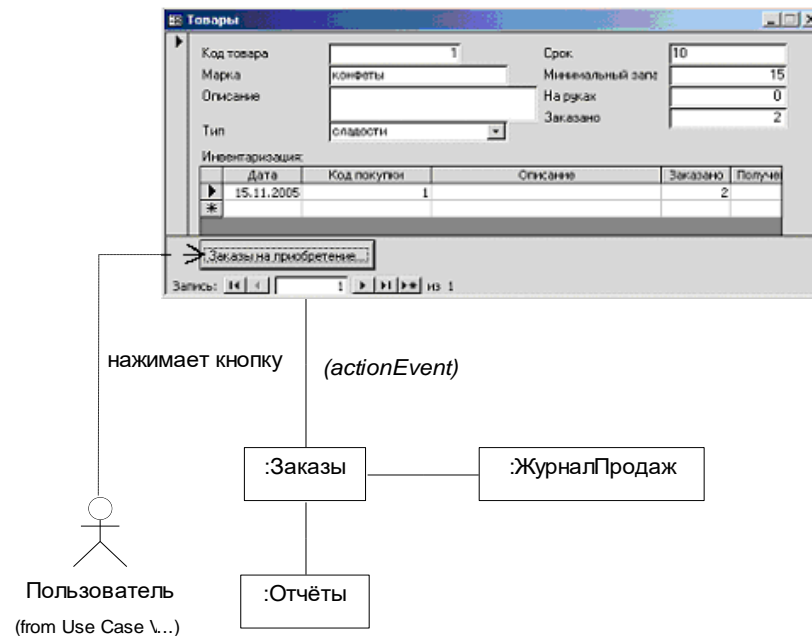 Товары
Код товара 1 Срок 10
Марка конфеты Минимальный запа 15
Описание На руках 0
Заказано 2
Тип сладости
Инвентаризация:
Дата Код покупки Описание Заказано Получе
15.11.2005 1 2
Заказы на приобретение...
Запись: 1 из 1
нажимает кнопку
(actionEvent)
:Заказы :ЖурналПродаж
:Отчёты
Пользователь
(from Use Case \...)